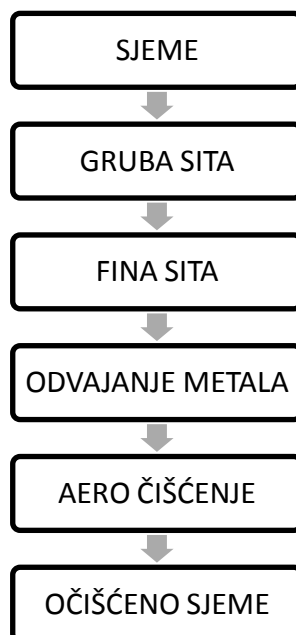 SJEME
GRUBA SITA
FINA SITA
ODVAJANJE METALA
AERO ČIŠĆENJE
OČIŠĆENO SJEME